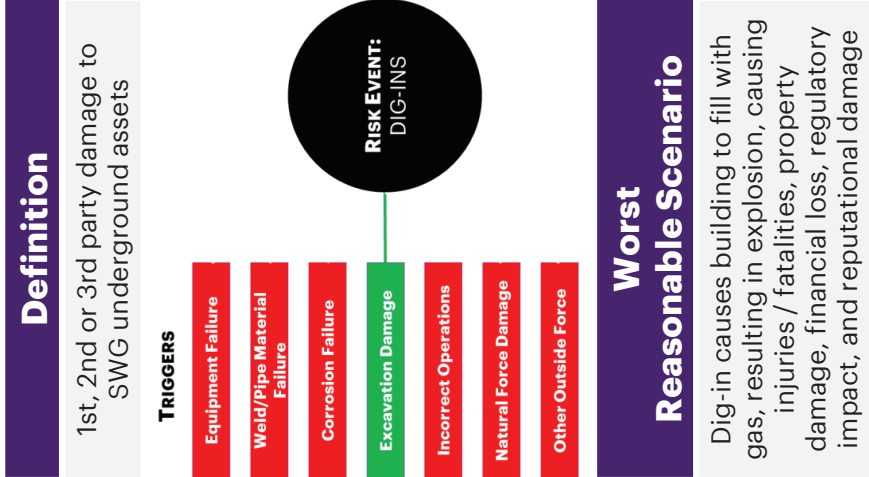 Definition
1st, 2nd or 3rd party damage to
SWG underground assets
TRIGGERS
Equipment Failure
Weld/Pipe Material
Failure
Corrosion Failure
Excavation Damage
Incorrect Operations
Natural Force Damage
Other Outside Force
RISK EVENT:
DIG-INS
Worst
Reasonable Scenario
Dig-in causes building to fill with
gas, resulting in explosion, causing
injuries / fatalities, property
damage, financial loss, regulatory
impact, and reputational damage